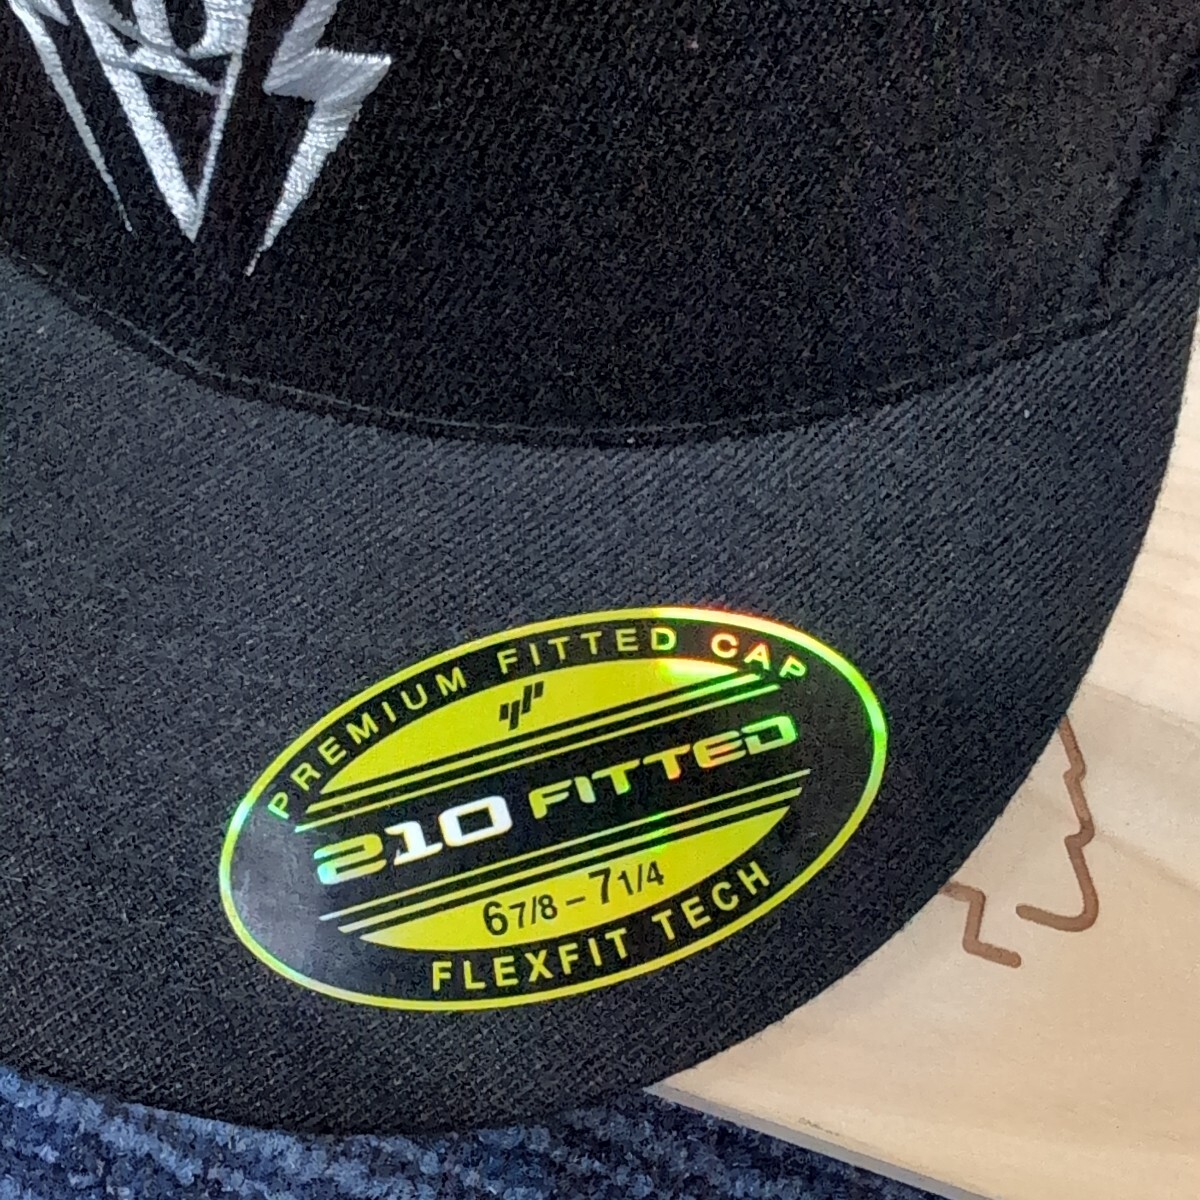 PREMIUM FITTED CAP
210 FITTED
6 7/8 – 7 1/4
FLEXFIT TECH